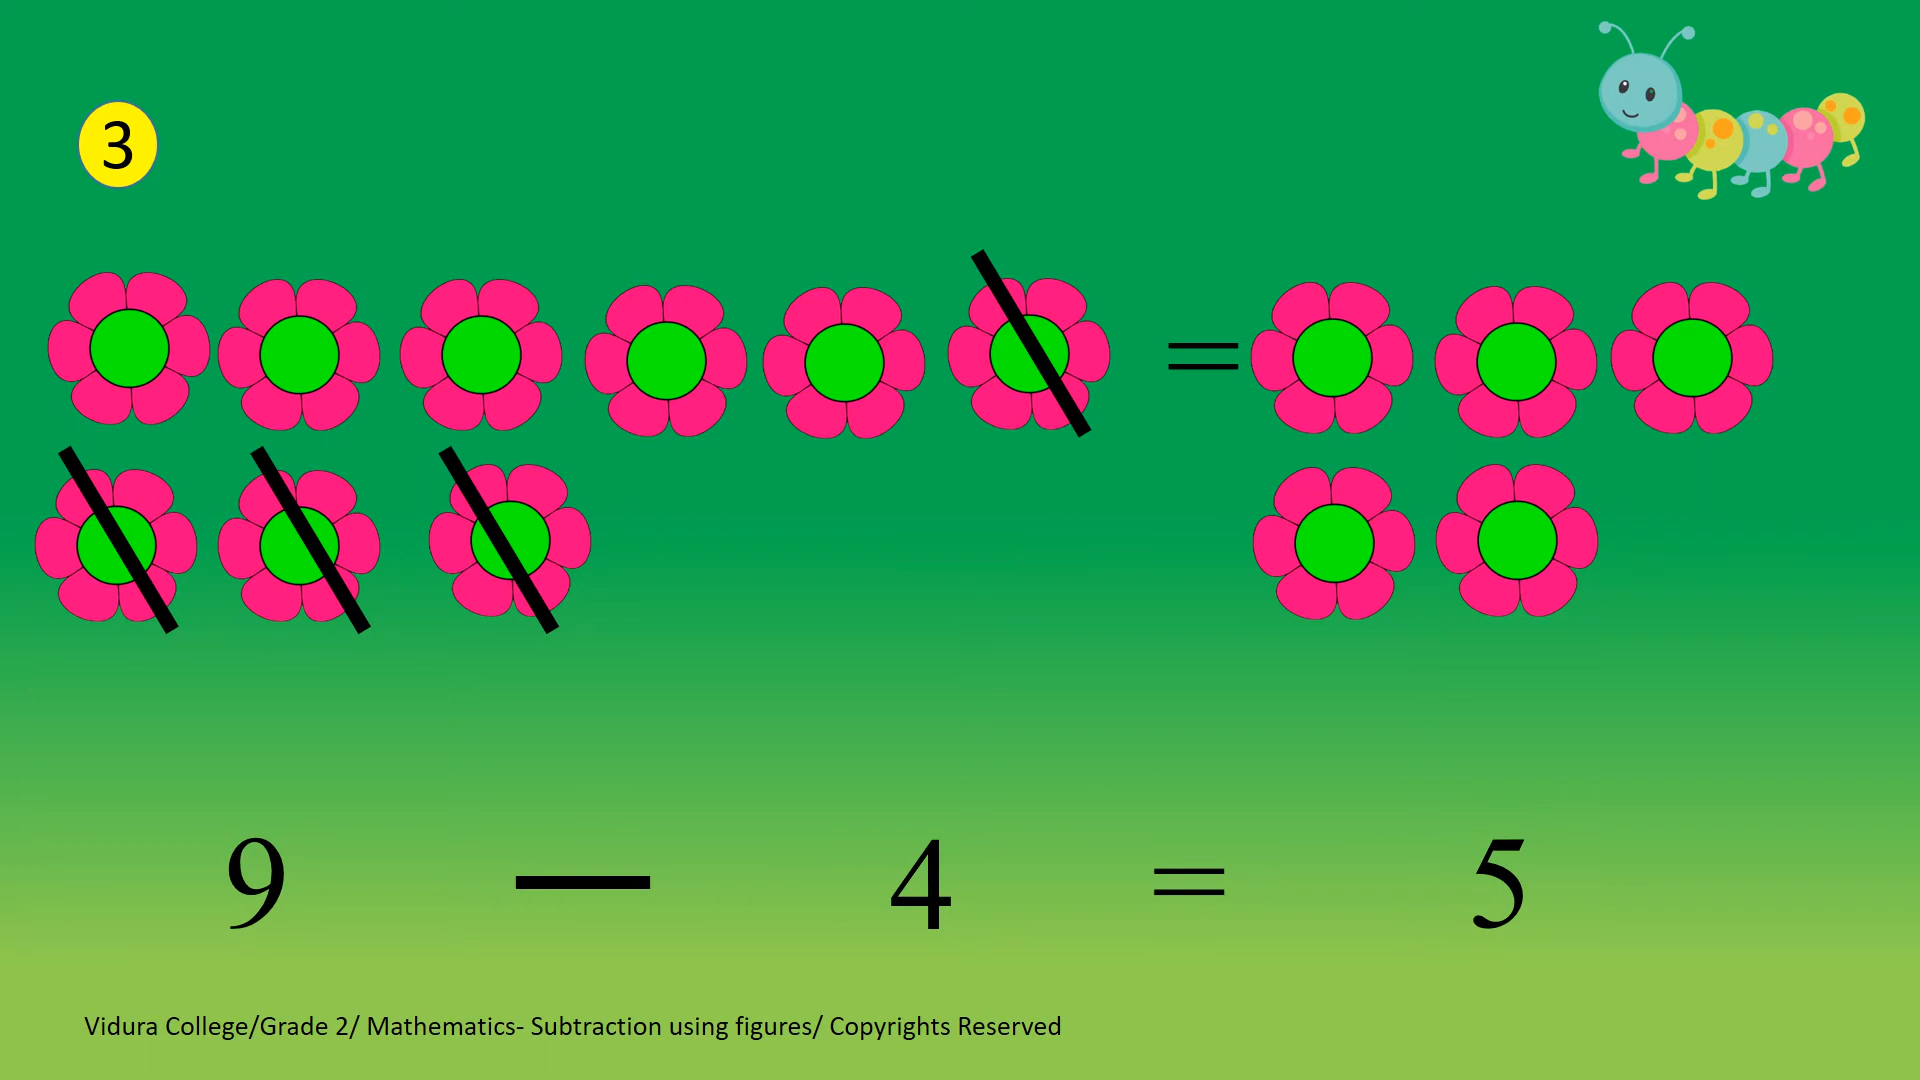 3
=
9 — 4 = 5
Vidura College/Grade 2/ Mathematics- Subtraction using figures/ Copyrights Reserved